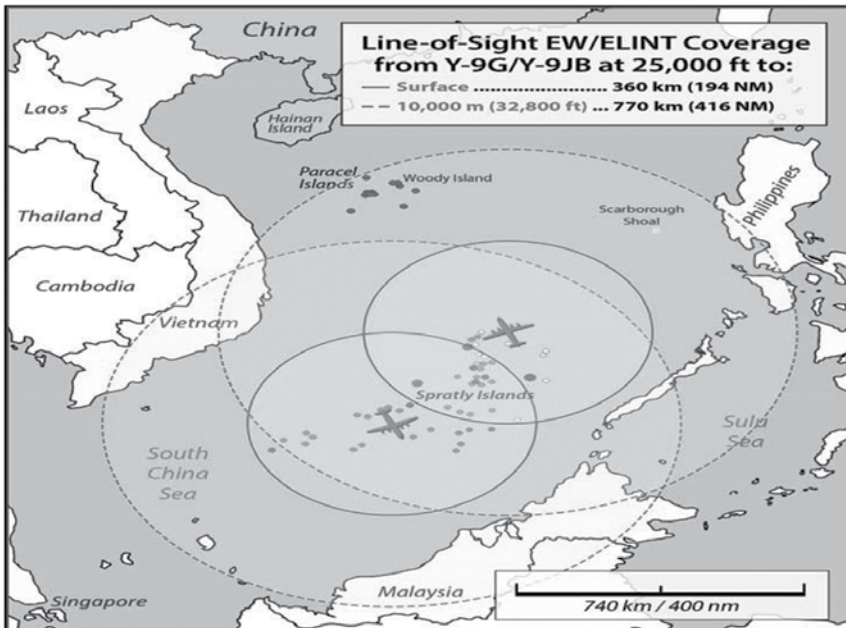 China
Line-of-Sight EW/ELINT Coverage
from Y-9G/Y-9JB at 25,000 ft to:
Surface ........................ 360 km (194 NM)
10,000 m (32,800 ft) ... 770 km (416 NM)
Laos
Hainan
Island
Paracel
Islands
Woody Island
Thailand
Scarborough
Shoal
Philippines
Cambodia
Vietnam
Spratly Islands
Sulu
Sea
South
China
Sea
Malaysia
Singapore
740 km / 400 nm